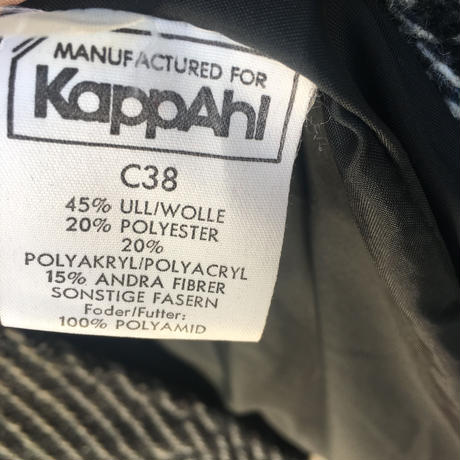 MANUFACTURED FOR
KappAhl
C38
45% ULL/WOLLE
20% POLYESTER
20%
POLYAKRYL/POLYACRYL
15% ANDRA FIBRER
SONSTIGE FASERN
Foder/Futter:
100% POLYAMID